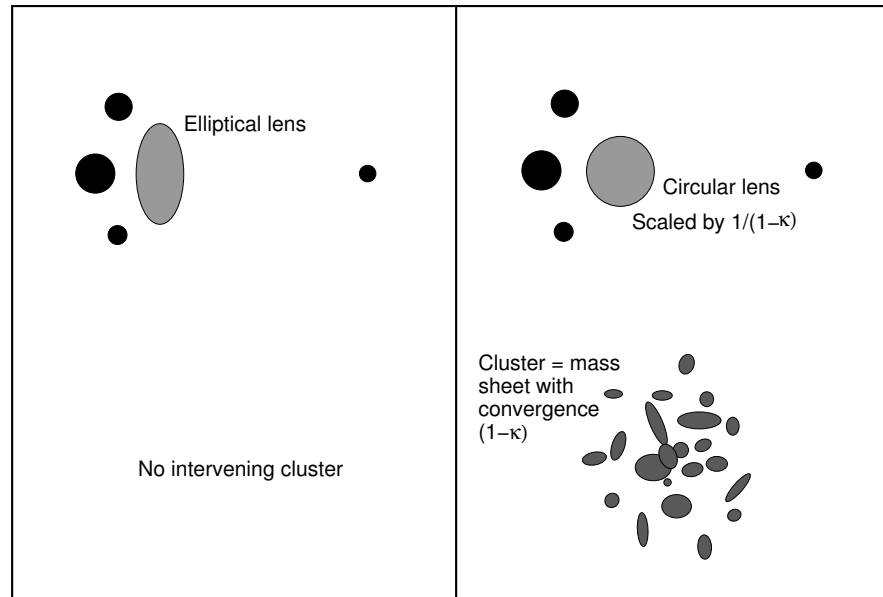 Elliptical lens
No intervening cluster
Circular lens
Scaled by 1/(1−κ)
Cluster = mass
sheet with
convergence
(1−κ)